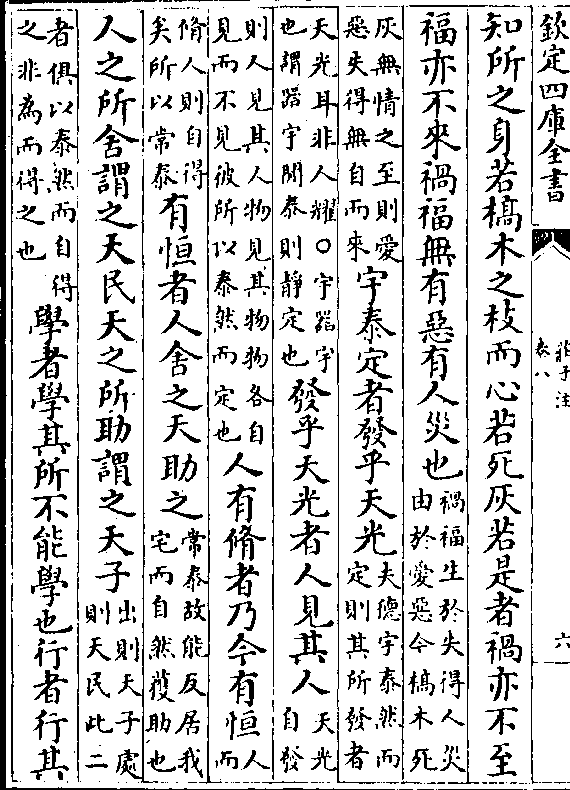 欽定四庫全書
莊子注
卷八
六
知所之身若槁木之枝而心若死灰若是者禍亦不至
福亦不來禍福無有惡有人災也禍福生於失得人災由於愛惡今槁木死
灰無情之至則愛惡失得無自而來宇泰定者發乎天光夫德宇泰然而定則其所發者
天光耳非人耀〇宇器宇也謂器宇閒泰則靜定也發乎天光者人見其人天光自發
則人見其人物見其物物各自見而不見彼所以泰然而定也人有脩者乃今有恒人而
脩人則自得矣所以常泰有恒者人舍之天助之常泰故能反居我宅而自然獲助也
人之所舍謂之天民天之所助謂之天子出則天子處則天民此二
者俱以泰然而自得之非為而得之也學者學其所不能學也行者行其